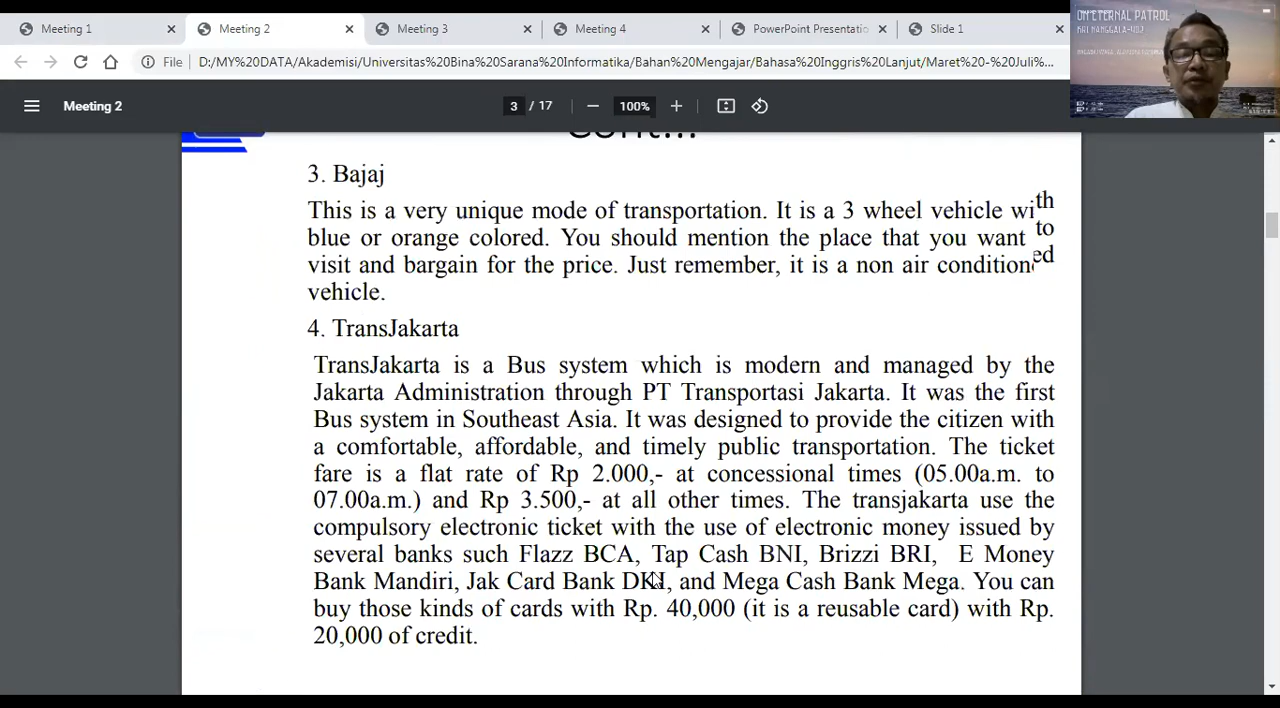 Meeting 1
Meeting 2
Meeting 3
Meeting 4
PowerPoint Presentatio
Slide 1
File
D:/MY%20DATA/Akademisi/Universitas%20Bina%20Sarana%20Informatika/Bahan%20Mengajar/Bahasa%20Inggris%20Lanjut/Maret%20-%20Juli%...
Meeting 2
3 / 17
100%
Cont...
3. Bajaj
This is a very unique mode of transportation. It is a 3 wheel vehicle with
blue or orange colored. You should mention the place that you want to
visit and bargain for the price. Just remember, it is a non air conditioned
vehicle.
4. TransJakarta
TransJakarta is a Bus system which is modern and managed by the
Jakarta Administration through PT Transportasi Jakarta. It was the first
Bus system in Southeast Asia. It was designed to provide the citizen with
a comfortable, affordable, and timely public transportation. The ticket
fare is a flat rate of Rp 2.000,- at concessional times (05.00a.m. to
07.00a.m.) and Rp 3.500,- at all other times. The transjakarta use the
compulsory electronic ticket with the use of electronic money issued by
several banks such Flazz BCA, Tap Cash BNI, Brizzi BRI, E Money
Bank Mandiri, Jak Card Bank DKI, and Mega Cash Bank Mega. You can
buy those kinds of cards with Rp. 40,000 (it is a reusable card) with Rp.
20,000 of credit.
ON ETERNAL PATROL
KRI NANGGALA-402